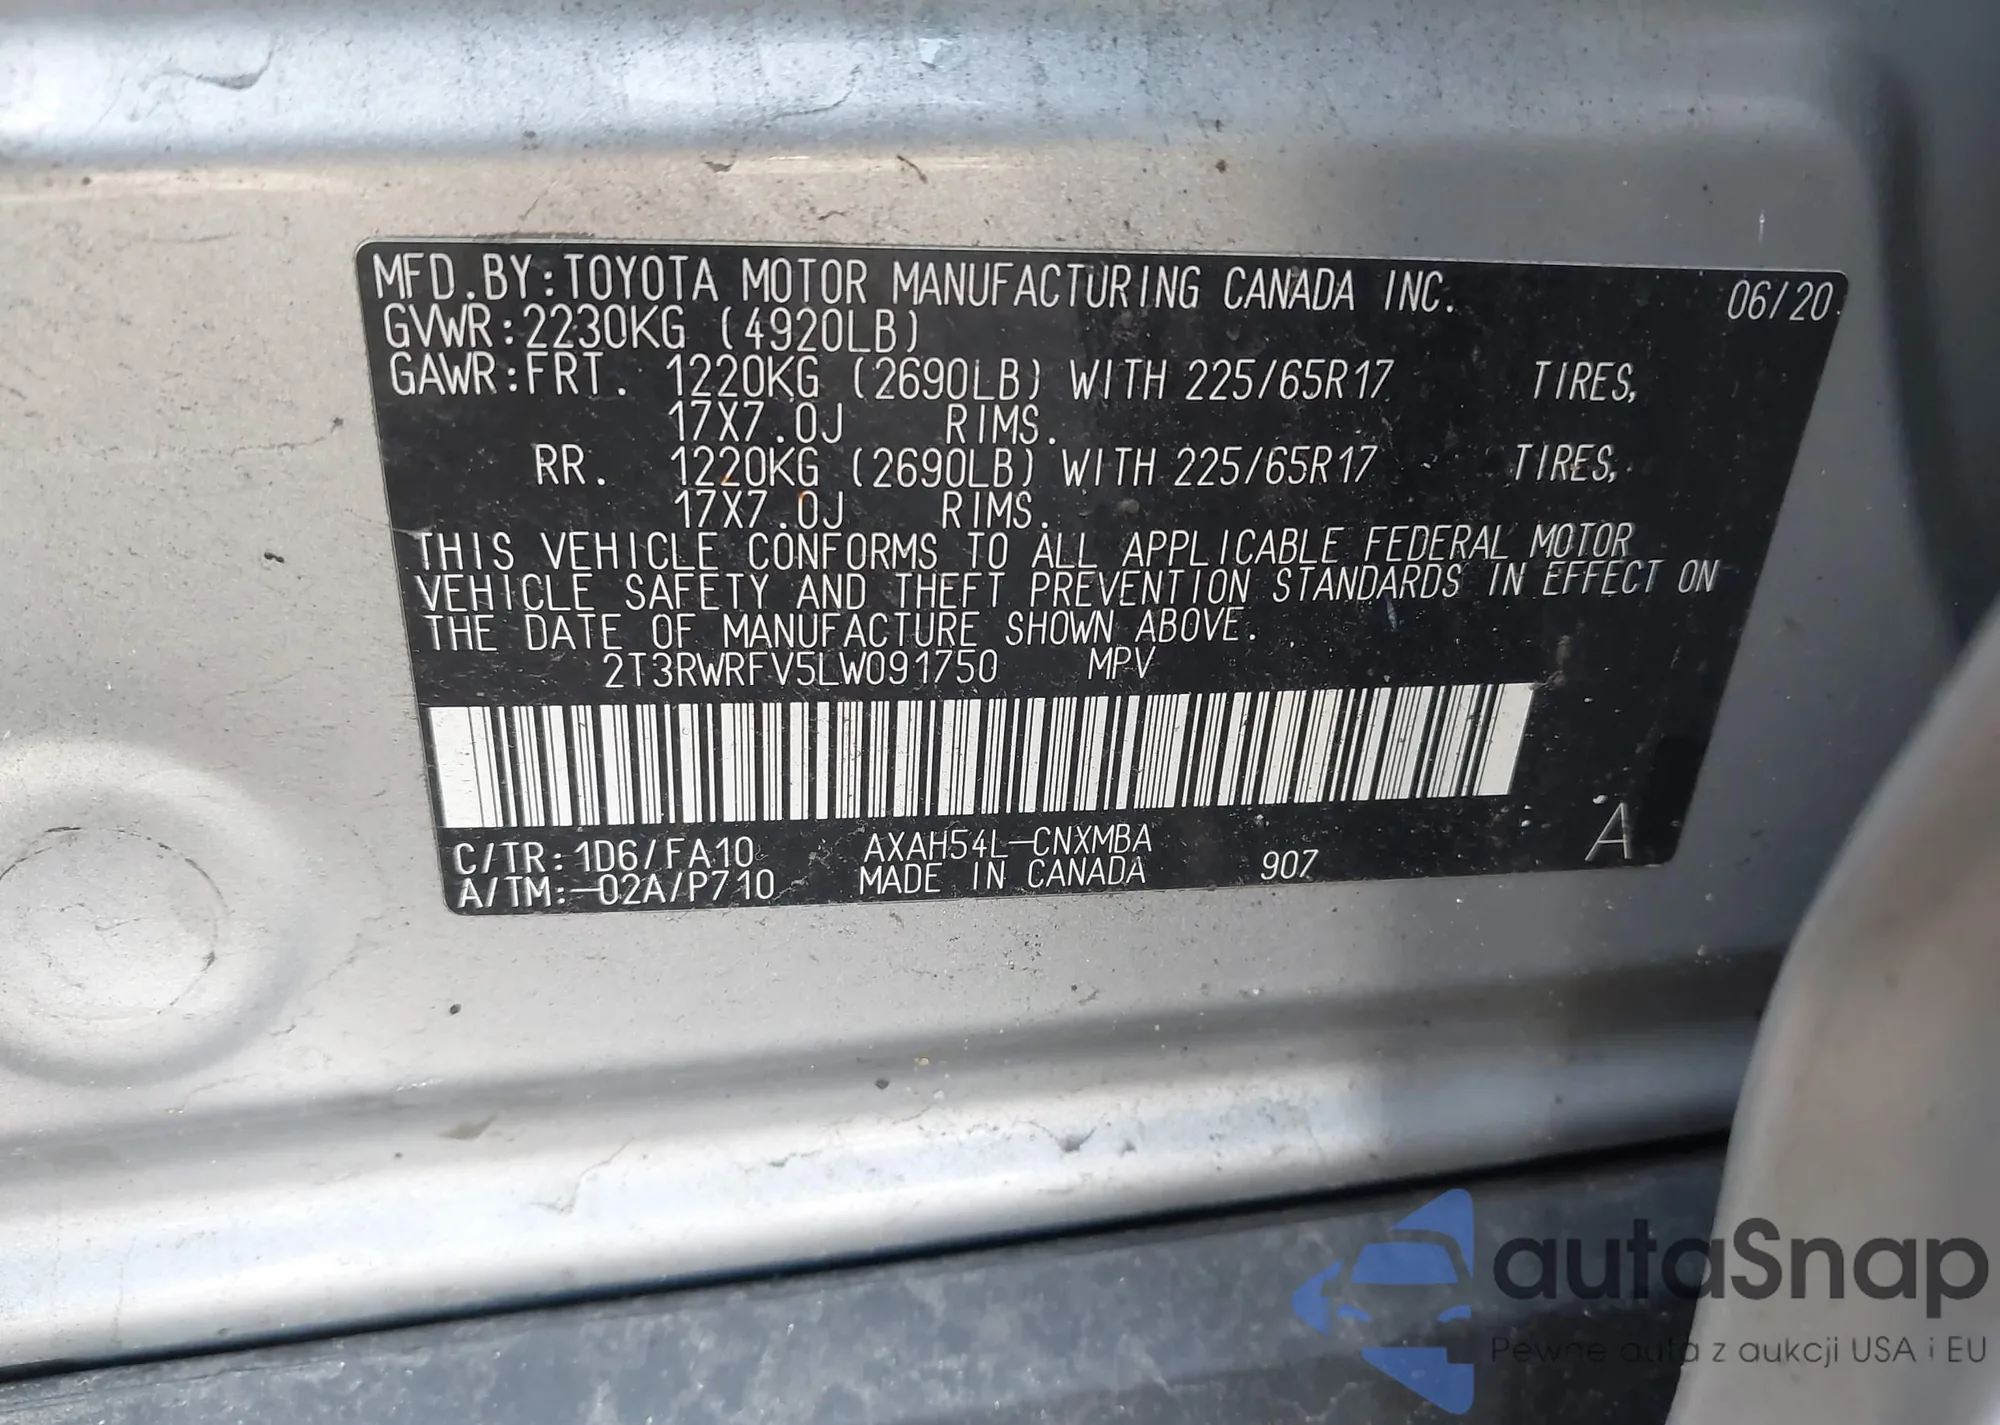 MFD.BY:TOYOTA MOTOR MANUFACTURING CANADA INC. 06/20
GVWR:2230KG (4920LB)
GAWR:FRT. 1220KG (2690LB) WITH 225/65R17 TIRES,
17X7.0J RIMS.
RR. 1220KG (2690LB) WITH 225/65R17 TIRES,
17X7.0J RIMS.
THIS VEHICLE CONFORMS TO ALL APPLICABLE FEDERAL MOTOR
VEHICLE SAFETY AND THEFT PREVENTION STANDARDS IN EFFECT ON
THE DATE OF MANUFACTURE SHOWN ABOVE.
2T3RWRFV5LW091750 MPV
C/TR:1D6/FA10 AXAH54L-CNXMBA
A/TM:-02A/P710 MADE IN CANADA 907 A
autaSnap
Pewne auta z aukcji USA i EU